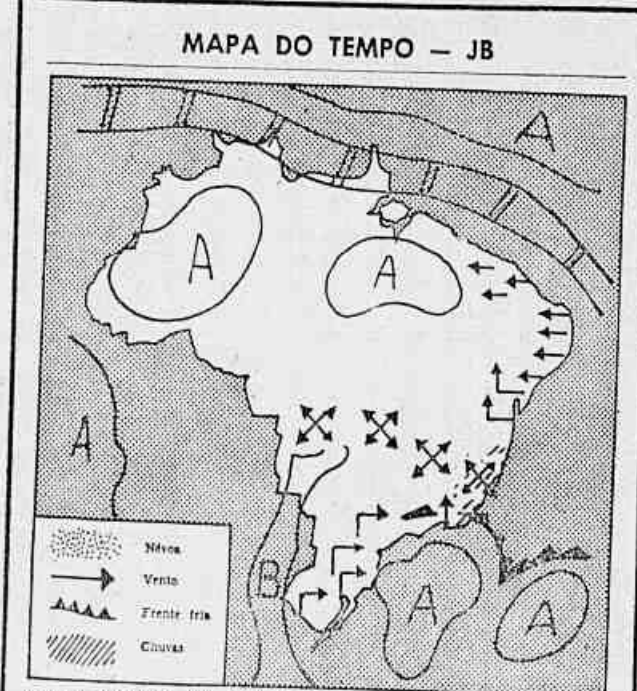 MAPA DO TEMPO — JB
A
A
A
A
B
A
A
Névoa
Vento
Frente fria
Chuvas